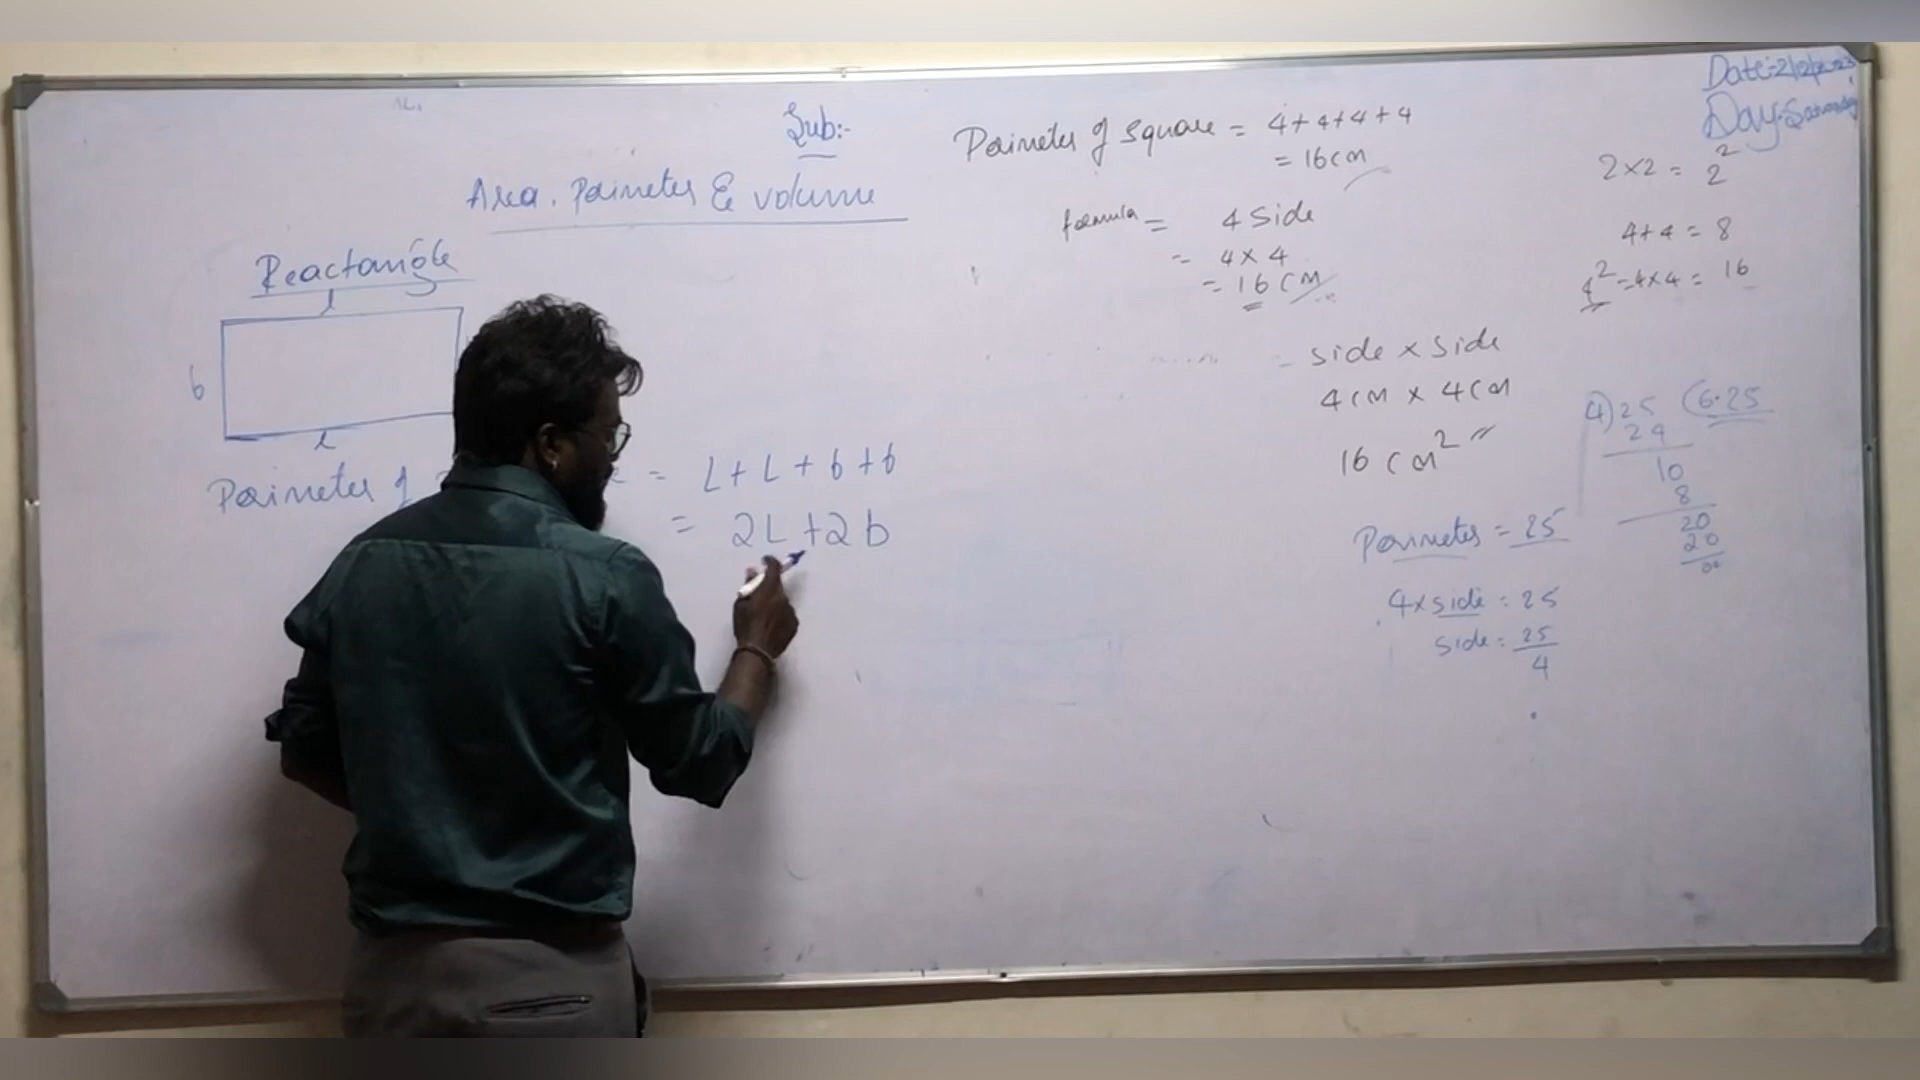 Sub:-
Area. Perimeter & volume
Reactangle
l
b
l
Perimeter of
= L+L+b+b
= 2L+2b
Perimeter of square = 4+4+4+4
= 16cm
formula = 4 Side
= 4×4
= 16 cm
= side × side
4cm × 4cm
16 cm²
Perimeter = 25
4×side = 25
side = 25/4
Day:-Saturday
2×2 = 2²
4+4 = 8
4² = 4×4 = 16
4)25(6.25
24
10
8
20
20
00